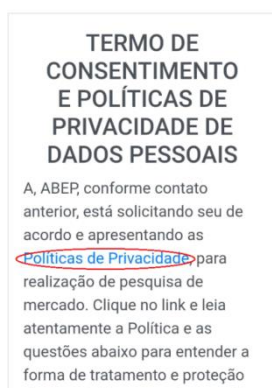 TERMO DE
CONSENTIMENTO
E POLÍTICAS DE
PRIVACIDADE DE
DADOS PESSOAIS
A, ABEP, conforme contato
anterior, está solicitando seu de
acordo e apresentando as
Políticas de Privacidade, para
realização de pesquisa de
mercado. Clique no link e leia
atentamente a Política e as
questões abaixo para entender a
forma de tratamento e proteção